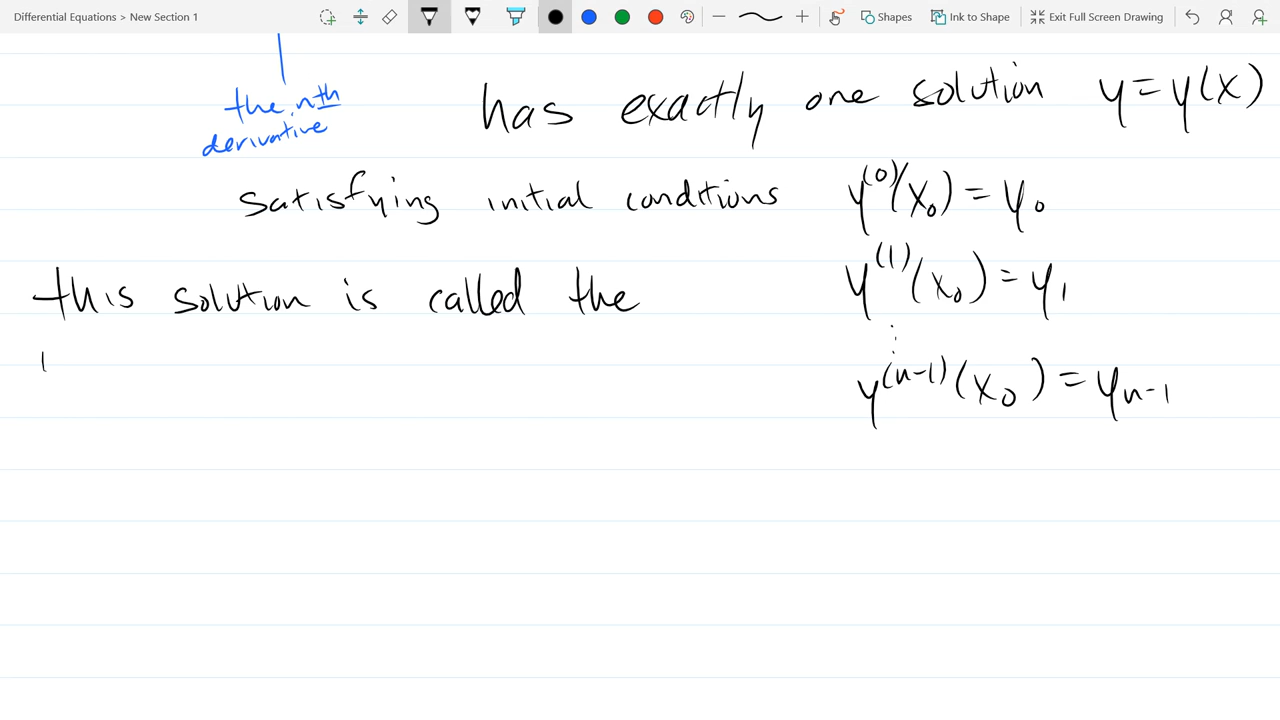 Differential Equations > New Section 1
Shapes
Ink to Shape
Exit Full Screen Drawing
the nth
derivative
has exactly one solution y=y(x)
satisfying initial conditions y^(0)(x₀)=y₀
y^(1)(x₀)=y₁
this solution is called the
⋮
y^(n-1)(x₀)=yₙ₋₁